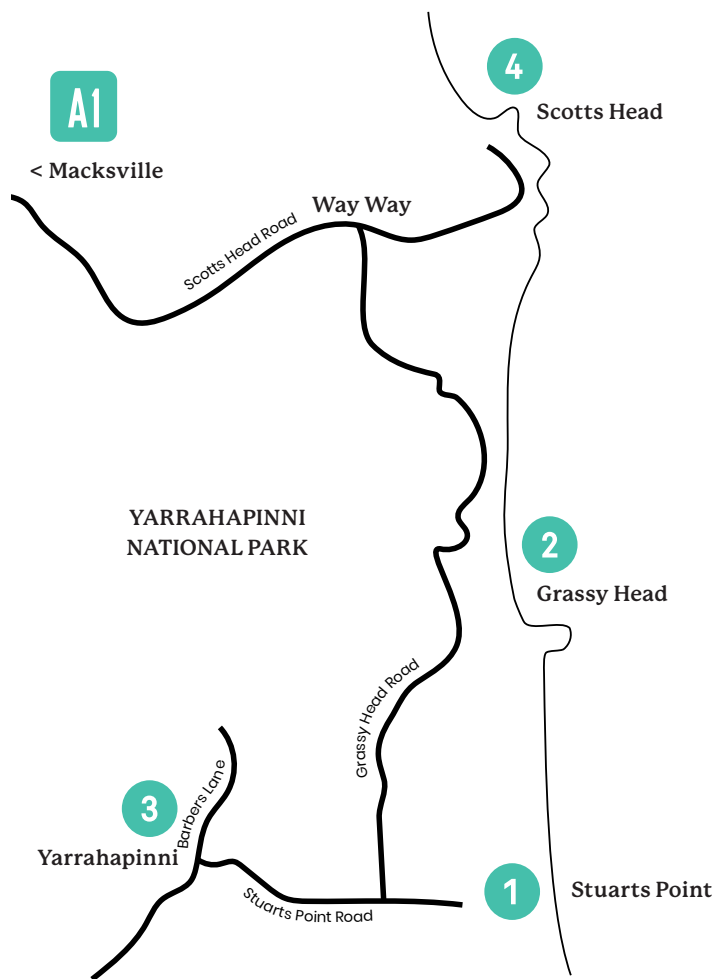 4
Scotts Head
A1
< Macksville
Way Way
Scotts Head Road
YARRAHAPINNI
NATIONAL PARK
2
Grassy Head
Grassy Head Road
3
Barbers Lane
Yarrahapinni
1
Stuarts Point
Stuarts Point Road